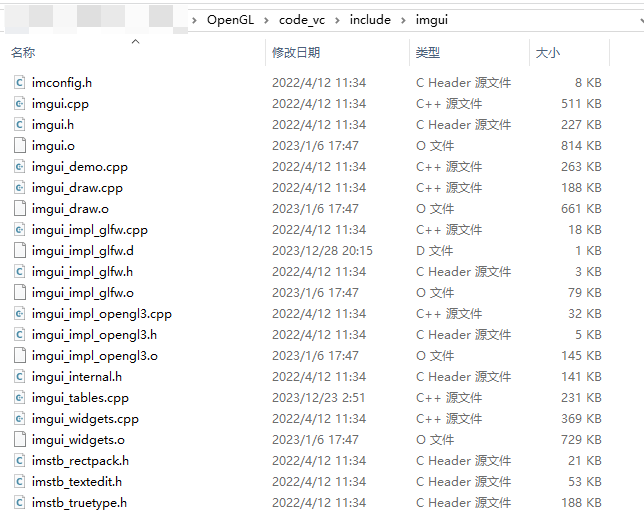 OpenGL > code_vc > include > imgui
名称 修改日期 类型 大小
imconfig.h 2022/4/12 11:34 C Header 源文件 8 KB
imgui.cpp 2022/4/12 11:34 C++ 源文件 511 KB
imgui.h 2022/4/12 11:34 C Header 源文件 227 KB
imgui.o 2023/1/6 17:47 O 文件 814 KB
imgui_demo.cpp 2022/4/12 11:34 C++ 源文件 263 KB
imgui_draw.cpp 2022/4/12 11:34 C++ 源文件 188 KB
imgui_draw.o 2023/1/6 17:47 O 文件 661 KB
imgui_impl_glfw.cpp 2022/4/12 11:34 C++ 源文件 18 KB
imgui_impl_glfw.d 2023/12/28 20:15 D 文件 1 KB
imgui_impl_glfw.h 2022/4/12 11:34 C Header 源文件 3 KB
imgui_impl_glfw.o 2023/1/6 17:47 O 文件 79 KB
imgui_impl_opengl3.cpp 2022/4/12 11:34 C++ 源文件 32 KB
imgui_impl_opengl3.h 2022/4/12 11:34 C Header 源文件 5 KB
imgui_impl_opengl3.o 2023/1/6 17:47 O 文件 145 KB
imgui_internal.h 2022/4/12 11:34 C Header 源文件 141 KB
imgui_tables.cpp 2023/12/23 2:51 C++ 源文件 231 KB
imgui_widgets.cpp 2022/4/12 11:34 C++ 源文件 369 KB
imgui_widgets.o 2023/1/6 17:47 O 文件 729 KB
imstb_rectpack.h 2022/4/12 11:34 C Header 源文件 21 KB
imstb_textedit.h 2022/4/12 11:34 C Header 源文件 53 KB
imstb_truetype.h 2022/4/12 11:34 C Header 源文件 188 KB